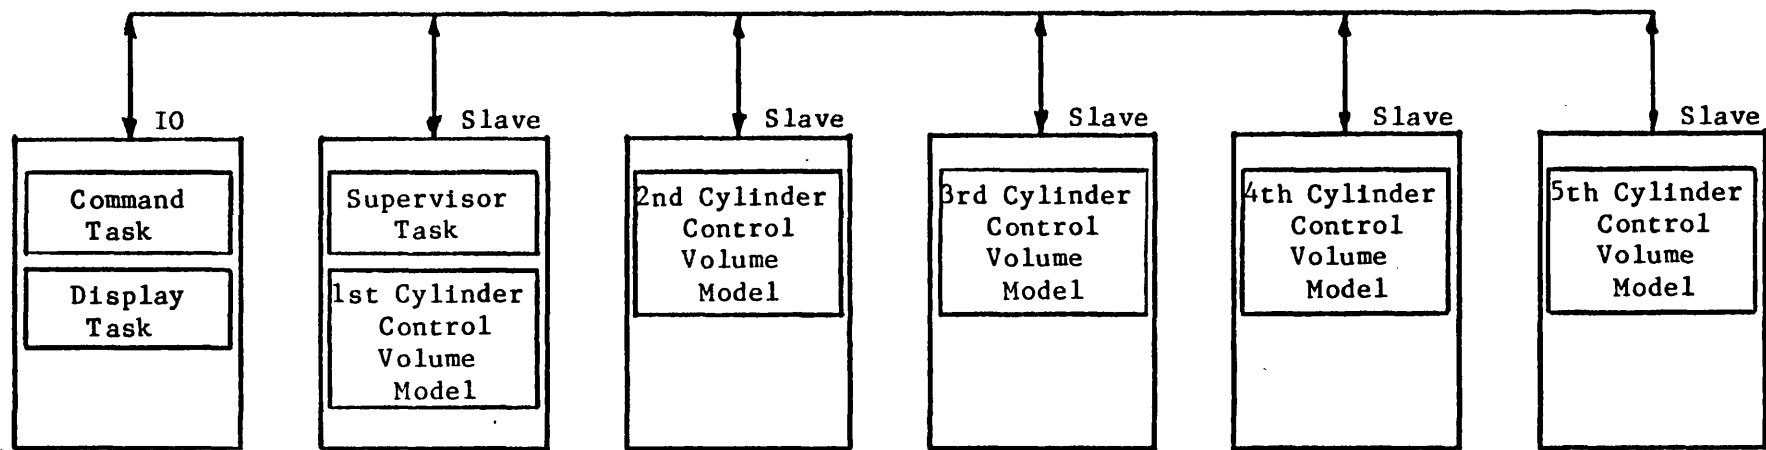 IO
Command
Task
Display
Task
Slave
Supervisor
Task
1st Cylinder
Control
Volume
Model
Slave
2nd Cylinder
Control
Volume
Model
Slave
3rd Cylinder
Control
Volume
Model
Slave
4th Cylinder
Control
Volume
Model
Slave
5th Cylinder
Control
Volume
Model